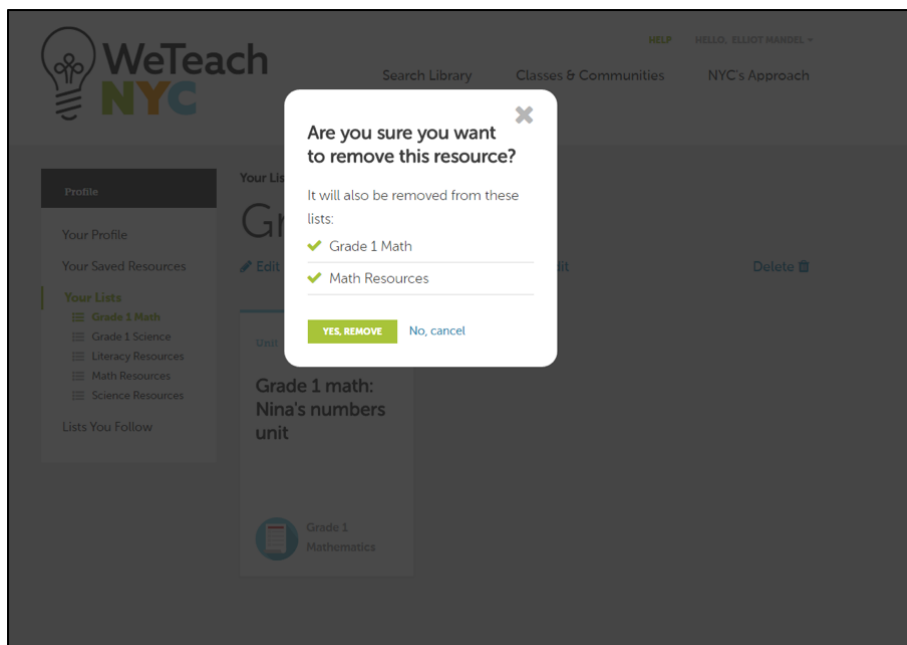 WeTeach
NYC
HELP HELLO, ELLIOT MANDEL
Search Library Classes & Communities NYC's Approach
Are you sure you want
to remove this resource?
It will also be removed from these
lists:
Grade 1 Math
Math Resources
YES, REMOVE No, cancel
Profile
Your Profile
Your Saved Resources
Your Lists
Grade 1 Math
Grade 1 Science
Literacy Resources
Math Resources
Science Resources
Lists You Follow
Your Lis
Gr
Edit
Delete
Unit
Grade 1 math:
Nina's numbers
unit
Grade 1
Mathematics